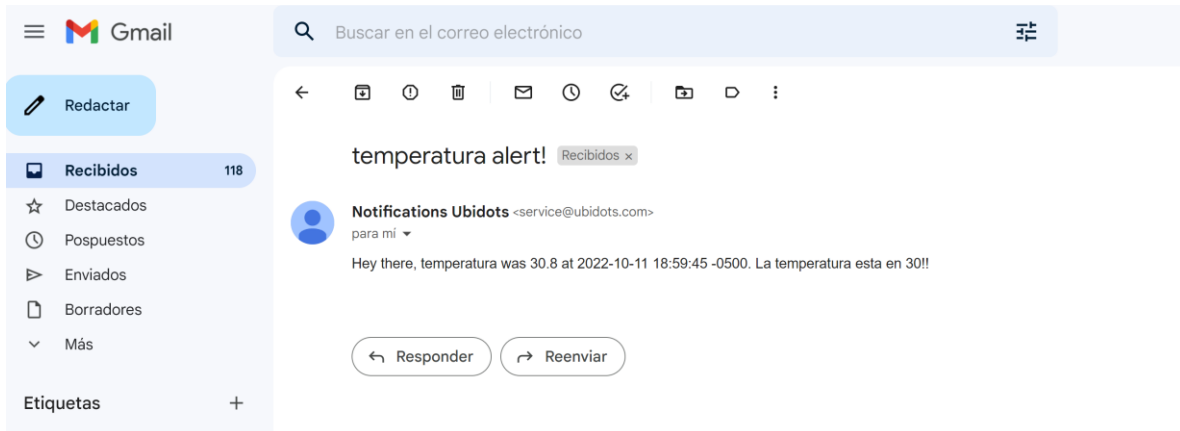 Gmail
Buscar en el correo electrónico
Redactar
temperatura alert! Recibidos ×
Recibidos 118
Destacados
Pospuestos
Enviados
Borradores
Más
Etiquetas +
Notifications Ubidots <service@ubidots.com>
para mí
Hey there, temperatura was 30.8 at 2022-10-11 18:59:45 -0500. La temperatura esta en 30!!
Responder
Reenviar